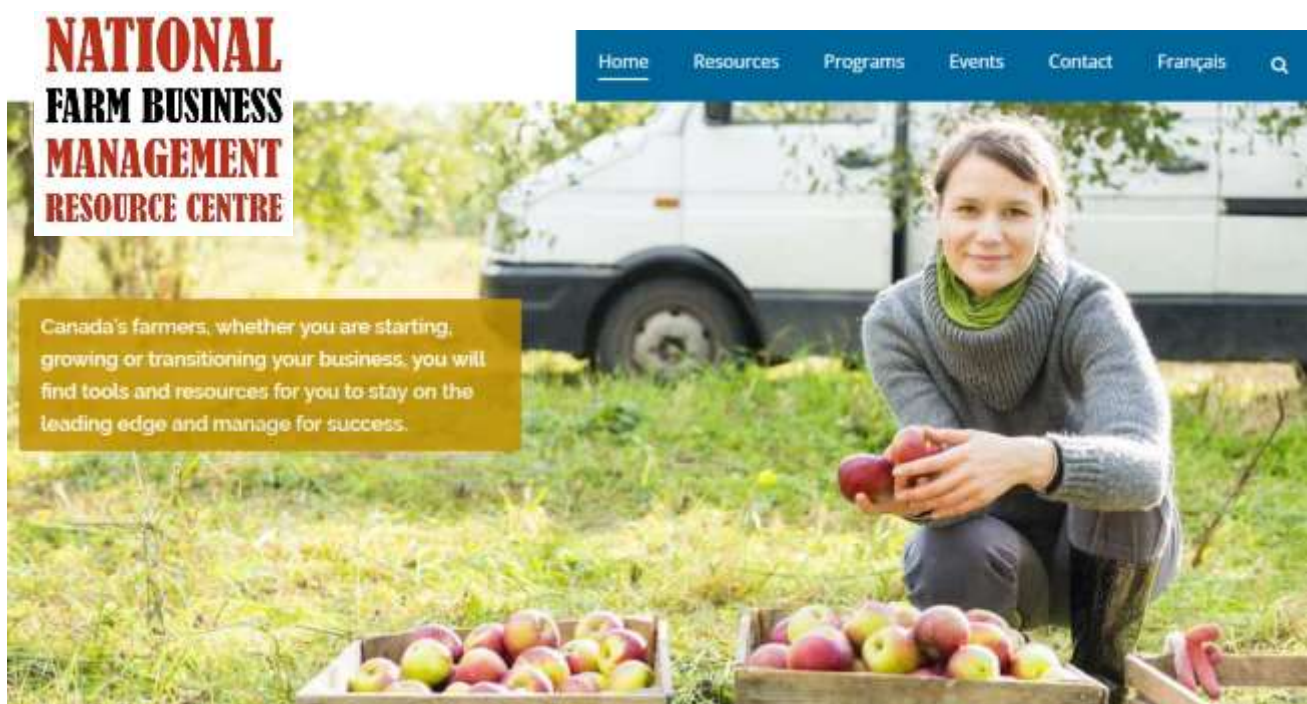 NATIONAL
FARM BUSINESS
MANAGEMENT
RESOURCE CENTRE
Home Resources Programs Events Contact Français
Canada's farmers, whether you are starting,
growing or transitioning your business, you will
find tools and resources for you to stay on the
leading edge and manage for success.